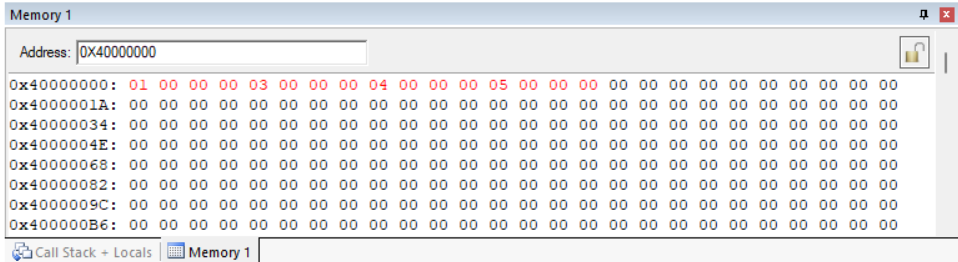 Memory 1
Address: 0X40000000
0x40000000: 01 00 00 00 03 00 00 00 04 00 00 00 05 00 00 00 00 00 00 00 00 00 00 00 00 00
0x4000001A: 00 00 00 00 00 00 00 00 00 00 00 00 00 00 00 00 00 00 00 00 00 00 00 00 00 00
0x40000034: 00 00 00 00 00 00 00 00 00 00 00 00 00 00 00 00 00 00 00 00 00 00 00 00 00 00
0x4000004E: 00 00 00 00 00 00 00 00 00 00 00 00 00 00 00 00 00 00 00 00 00 00 00 00 00 00
0x40000068: 00 00 00 00 00 00 00 00 00 00 00 00 00 00 00 00 00 00 00 00 00 00 00 00 00 00
0x40000082: 00 00 00 00 00 00 00 00 00 00 00 00 00 00 00 00 00 00 00 00 00 00 00 00 00 00
0x4000009C: 00 00 00 00 00 00 00 00 00 00 00 00 00 00 00 00 00 00 00 00 00 00 00 00 00 00
0x400000B6: 00 00 00 00 00 00 00 00 00 00 00 00 00 00 00 00 00 00 00 00 00 00 00 00 00 00
Call Stack + Locals Memory 1